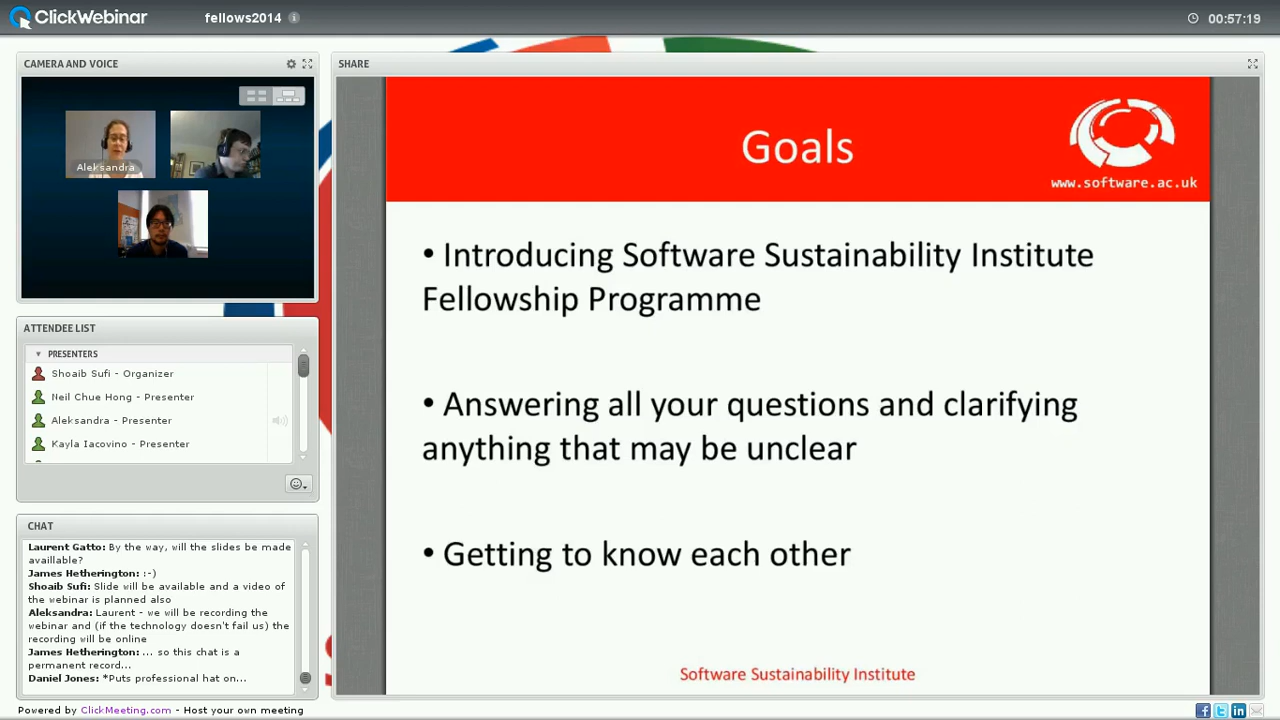 ClickWebinar
fellows2014
00:57:19
CAMERA AND VOICE
Aleksandra
ATTENDEE LIST
PRESENTERS
Shoaib Sufi - Organizer
Neil Chue Hong - Presenter
Aleksandra - Presenter
Kayla Iacovino - Presenter
CHAT
Laurent Gatto: By the way, will the slides be made
availlable?
James Hetherington: :-)
Shoaib Sufi: Slide will be available and a video of
the webinar is planned also
Aleksandra: Laurent - we will be recording the
webinar and (if the technology doesn't fail us) the
recording will be online
James Hetherington: ... so this chat is a
permanent record...
Daniel Jones: *Puts professional hat on...
SHARE
Goals
www.software.ac.uk
• Introducing Software Sustainability Institute
Fellowship Programme
• Answering all your questions and clarifying
anything that may be unclear
• Getting to know each other
Software Sustainability Institute
Powered by ClickMeeting.com - Host your own meeting